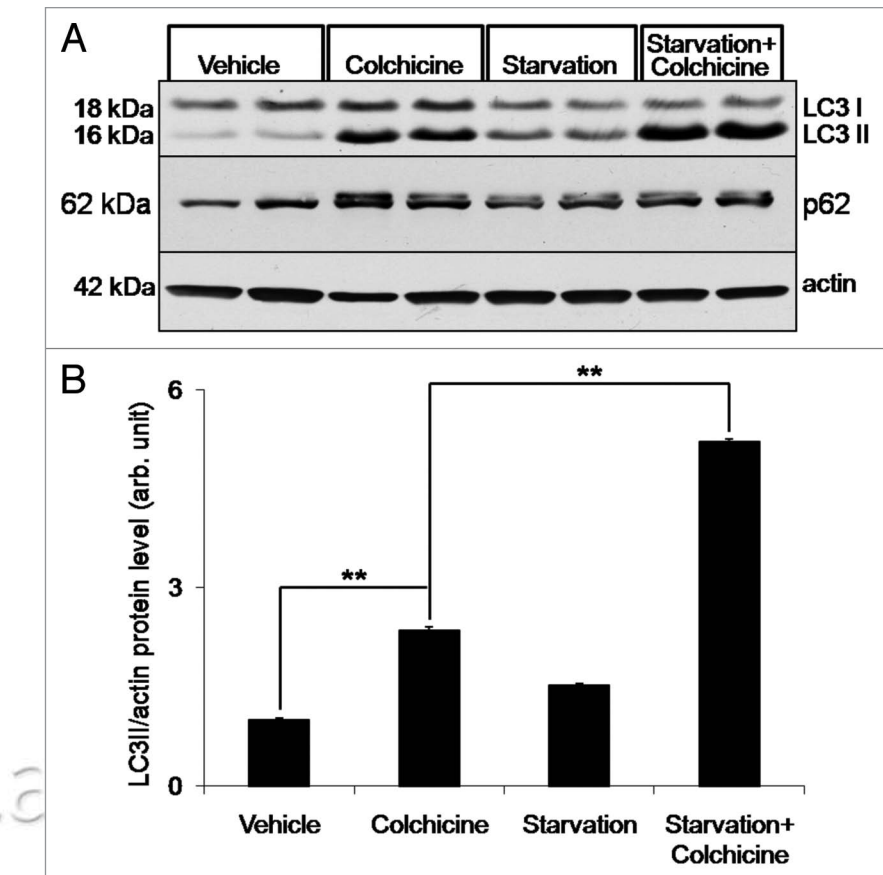 A
Vehicle
Colchicine
Starvation
Starvation+
Colchicine
18 kDa
LC3 I
16 kDa
LC3 II
62 kDa
p62
42 kDa
actin
B
LC3II/actin protein level (arb. unit)
6
3
0
**
**
Vehicle
Colchicine
Starvation
Starvation+
Colchicine